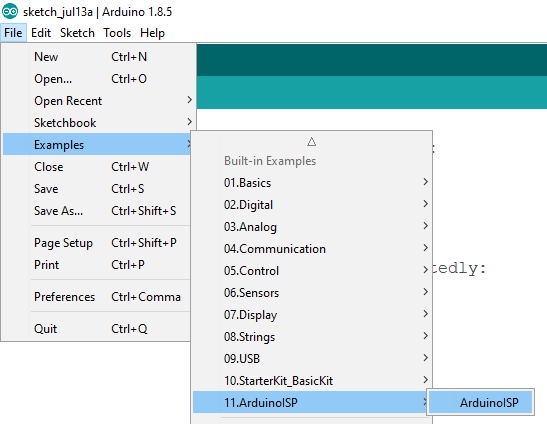 sketch_jul13a | Arduino 1.8.5
File Edit Sketch Tools Help
New Ctrl+N
Open... Ctrl+O
Open Recent
Sketchbook
Examples
Close Ctrl+W
Save Ctrl+S
Save As... Ctrl+Shift+S
Page Setup Ctrl+Shift+P
Print Ctrl+P
Preferences Ctrl+Comma
Quit Ctrl+Q
Built-in Examples
01.Basics
02.Digital
03.Analog
04.Communication
05.Control
06.Sensors
07.Display
08.Strings
09.USB
10.StarterKit_BasicKit
11.ArduinoISP
ArduinoISP
:
tedly: